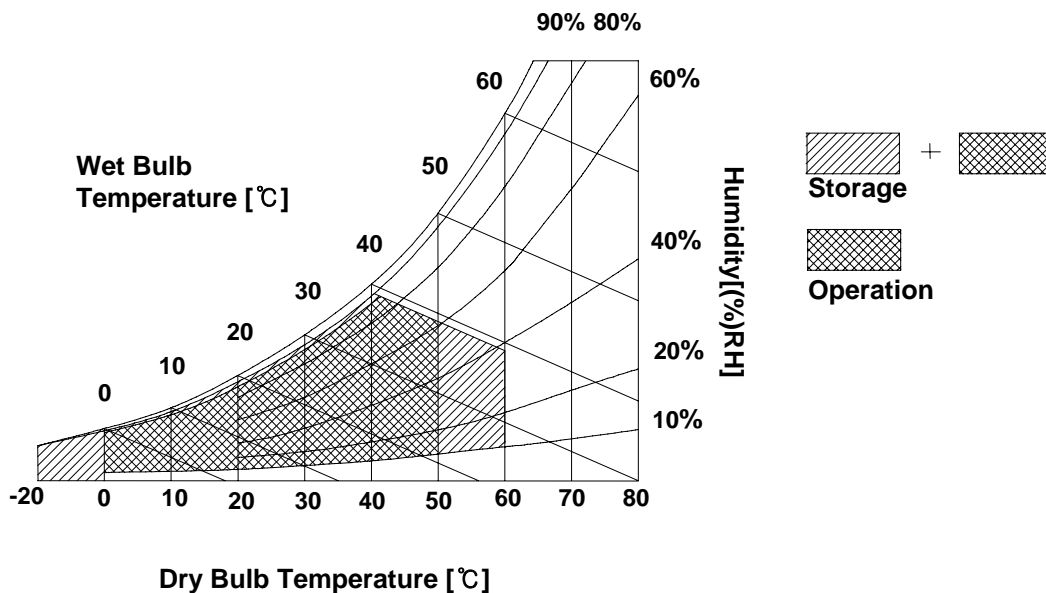 90% 80%
60
60%
50
Wet Bulb
Temperature [℃]
40
40%
30
20
20%
10
0
10%
Humidity[(%)RH]
-20 0 10 20 30 40 50 60 70 80
Dry Bulb Temperature [℃]
+
Storage
Operation